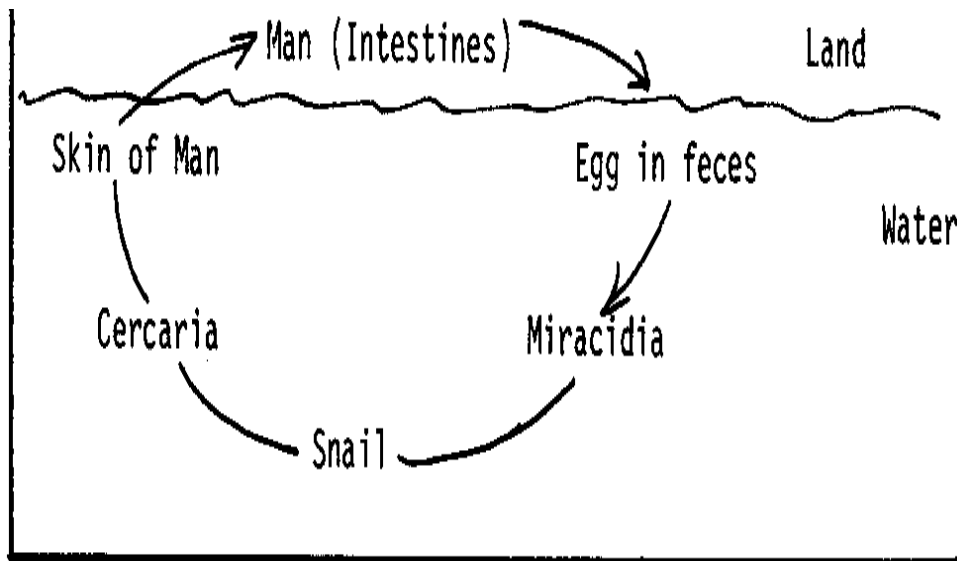 Man (Intestines)
Land
Skin of Man
Egg in feces
Water
Cercaria
Miracidia
Snail